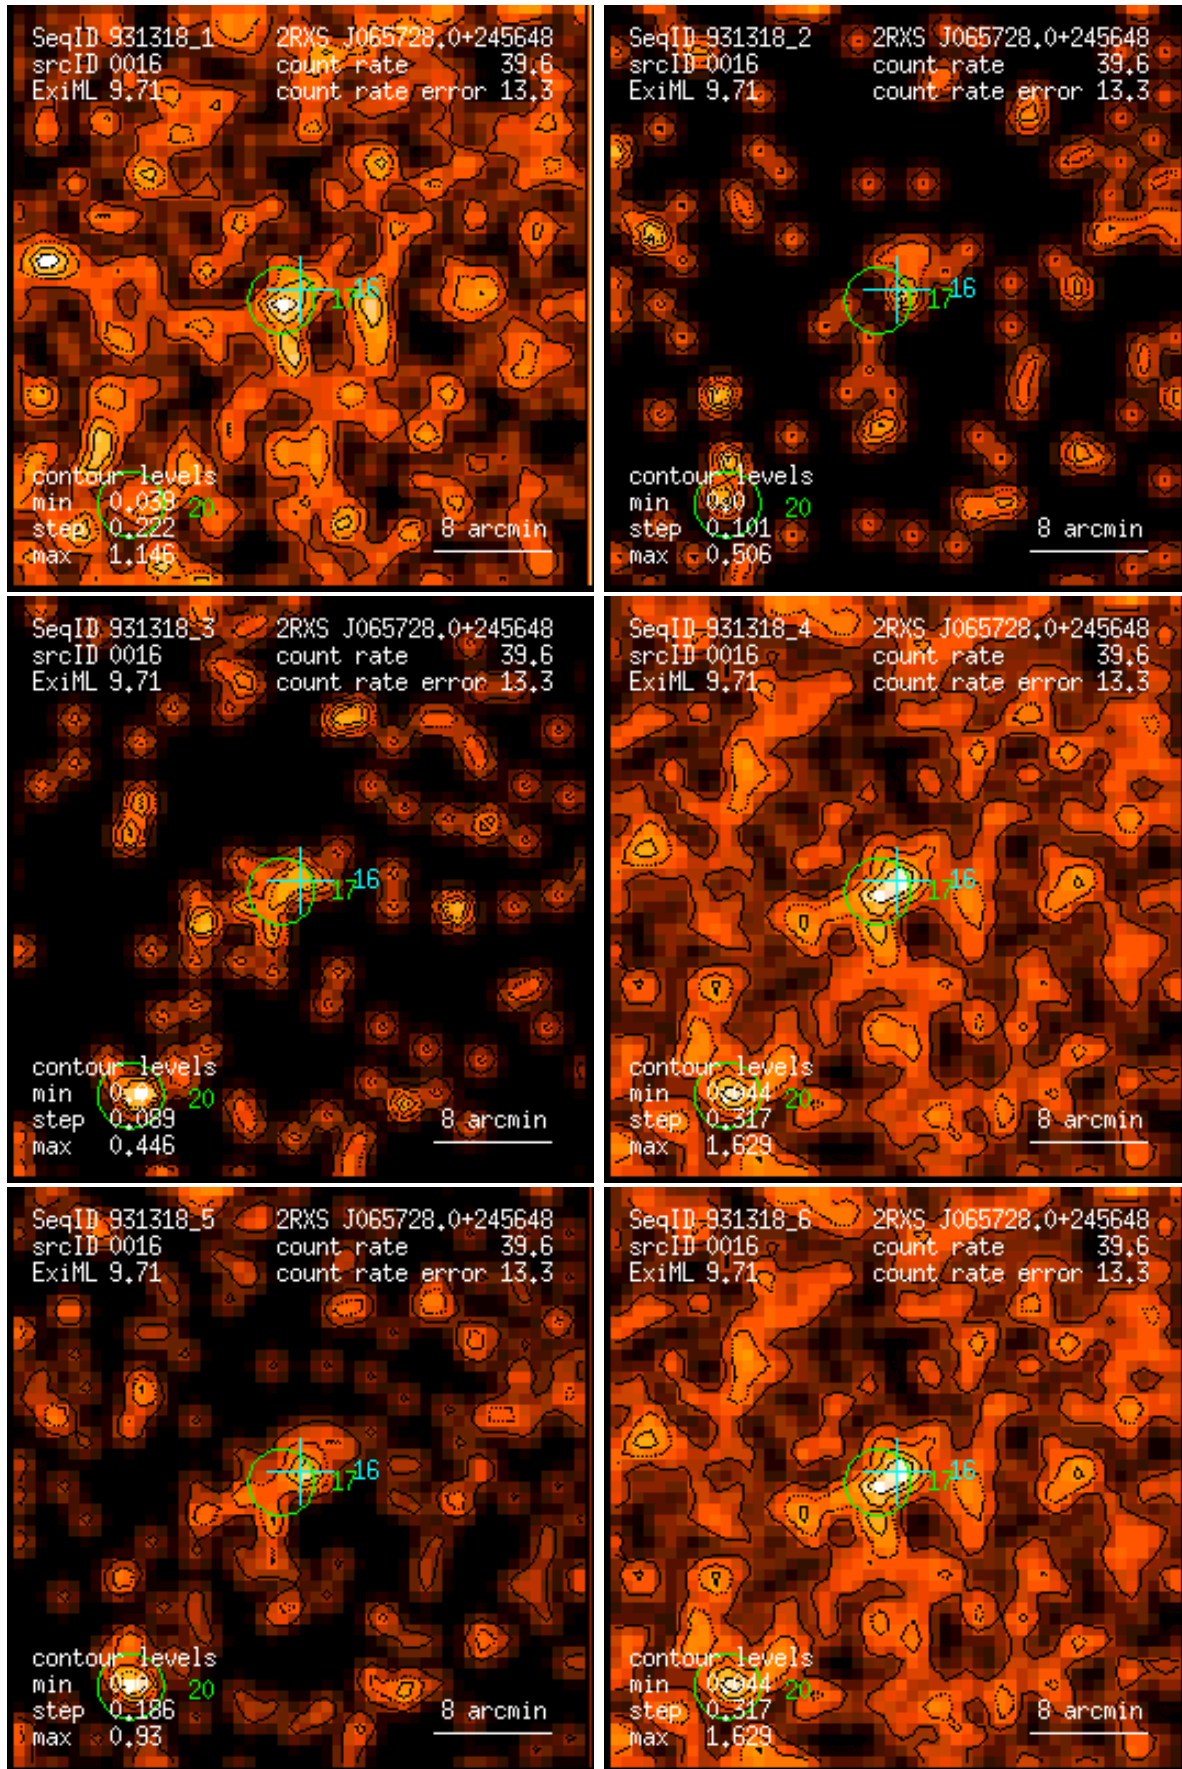 SeqID 931318_1 2RXS J065728.0+245648
srcID 0016 count rate 39.6
ExiML 9.71 count rate error 13.3
17 16
contour levels
min 0.039 20
step 0.222 8 arcmin
max 1.146
SeqID 931318_2 2RXS J065728.0+245648
srcID 0016 count rate 39.6
ExiML 9.71 count rate error 13.3
17 16
contour levels
min 0.0 20
step 0.101 8 arcmin
max 0.506
SeqID 931318_3 2RXS J065728.0+245648
srcID 0016 count rate 39.6
ExiML 9.71 count rate error 13.3
17 16
contour levels
min 20
step 0.089 8 arcmin
max 0.446
SeqID 931318_4 2RXS J065728.0+245648
srcID 0016 count rate 39.6
ExiML 9.71 count rate error 13.3
17 16
contour levels
min 0.044 20
step 0.317 8 arcmin
max 1.629
SeqID 931318_5 2RXS J065728.0+245648
srcID 0016 count rate 39.6
ExiML 9.71 count rate error 13.3
17 16
contour levels
min 0.0 20
step 0.186 8 arcmin
max 0.93
SeqID 931318_6 2RXS J065728.0+245648
srcID 0016 count rate 39.6
ExiML 9.71 count rate error 13.3
17 16
contour levels
min 0.044 20
step 0.317 8 arcmin
max 1.629